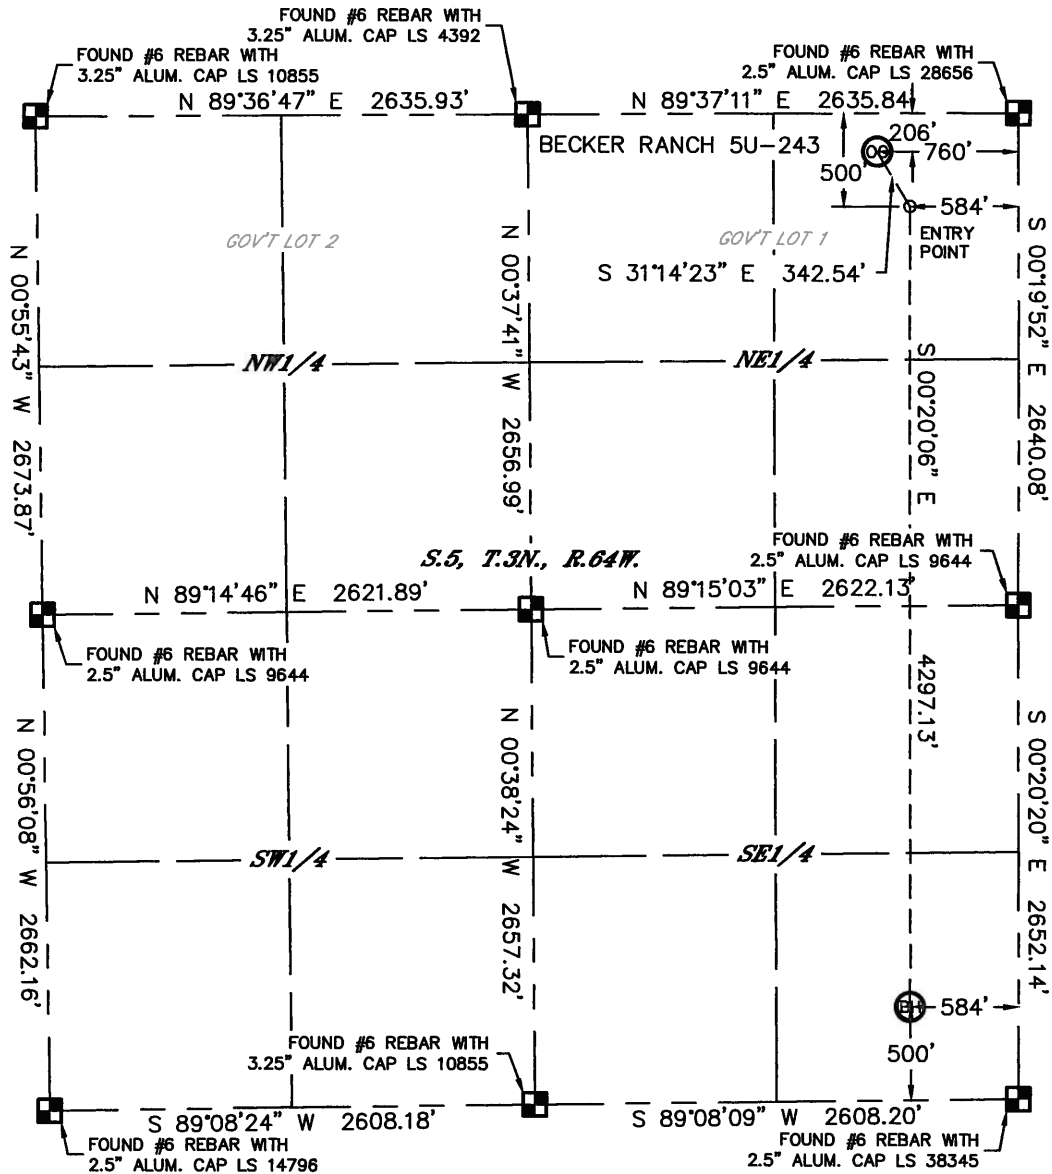 FOUND #6 REBAR WITH
3.25" ALUM. CAP LS 4392
FOUND #6 REBAR WITH
3.25" ALUM. CAP LS 10855
FOUND #6 REBAR WITH
2.5" ALUM. CAP LS 28656
N 89°36'47" E 2635.93'
N 89°37'11" E 2635.84'
BECKER RANCH 5U-243
206'
760'
500'
584'
ENTRY
POINT
GOV'T LOT 2
GOV'T LOT 1
S 31°14'23" E 342.54'
N 00°55'43" W 2673.87'
N 00°37'41" W 2656.99'
S 00°20'06" E
S 00°19'52" E 2640.08'
NW1/4
NE1/4
S.5, T.3N., R.64W.
FOUND #6 REBAR WITH
2.5" ALUM. CAP LS 9644
N 89°14'46" E 2621.89'
N 89°15'03" E 2622.13'
FOUND #6 REBAR WITH
2.5" ALUM. CAP LS 9644
FOUND #6 REBAR WITH
2.5" ALUM. CAP LS 9644
4297.13'
N 00°56'08" W 2662.16'
N 00°38'24" W 2657.32'
S 00°20'20" E 2652.14'
SW1/4
SE1/4
BH
584'
500'
FOUND #6 REBAR WITH
3.25" ALUM. CAP LS 10855
S 89°08'24" W 2608.18'
S 89°08'09" W 2608.20'
FOUND #6 REBAR WITH
2.5" ALUM. CAP LS 14796
FOUND #6 REBAR WITH
2.5" ALUM. CAP LS 38345